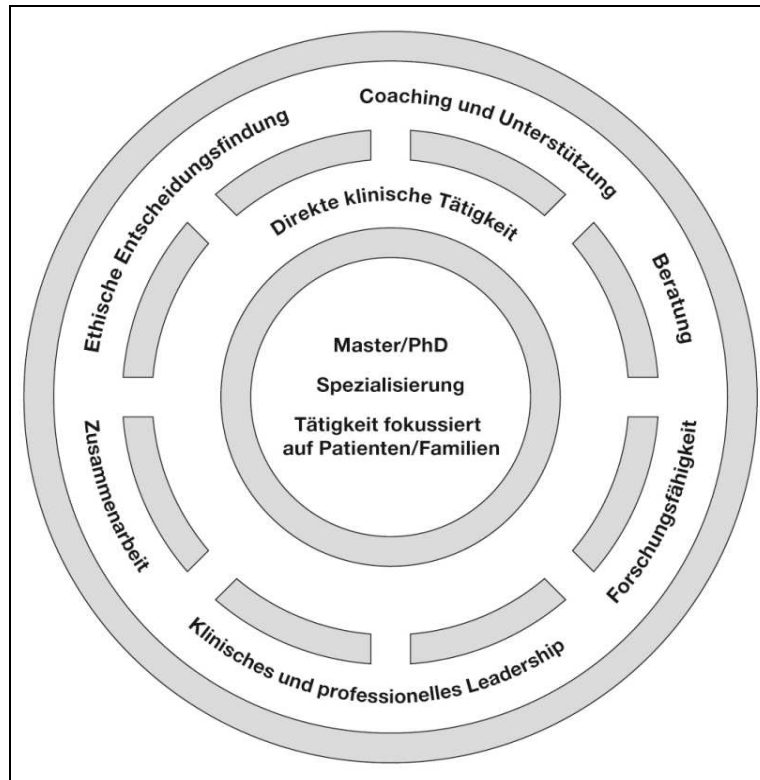 Coaching und Unterstützung
Ethische Entscheidungsfindung
Direkte klinische Tätigkeit
Beratung
Master/PhD
Spezialisierung
Tätigkeit fokussiert
auf Patienten/Familien
Zusammenarbeit
Forschungsfähigkeit
Klinisches und professionelles Leadership